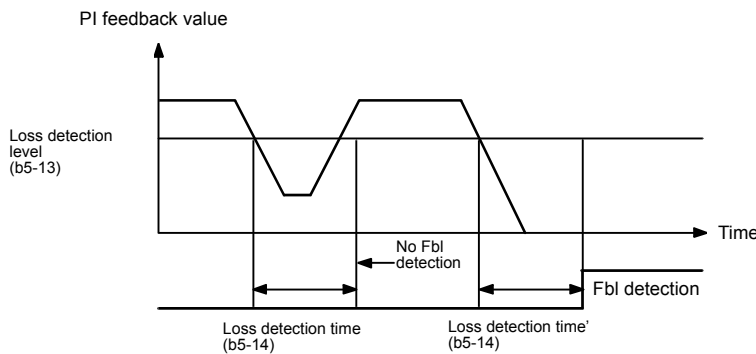 PI feedback value
Loss detection
level
(b5-13)
Time
No Fbl
detection
Fbl detection
Loss detection time
(b5-14)
Loss detection time’
(b5-14)